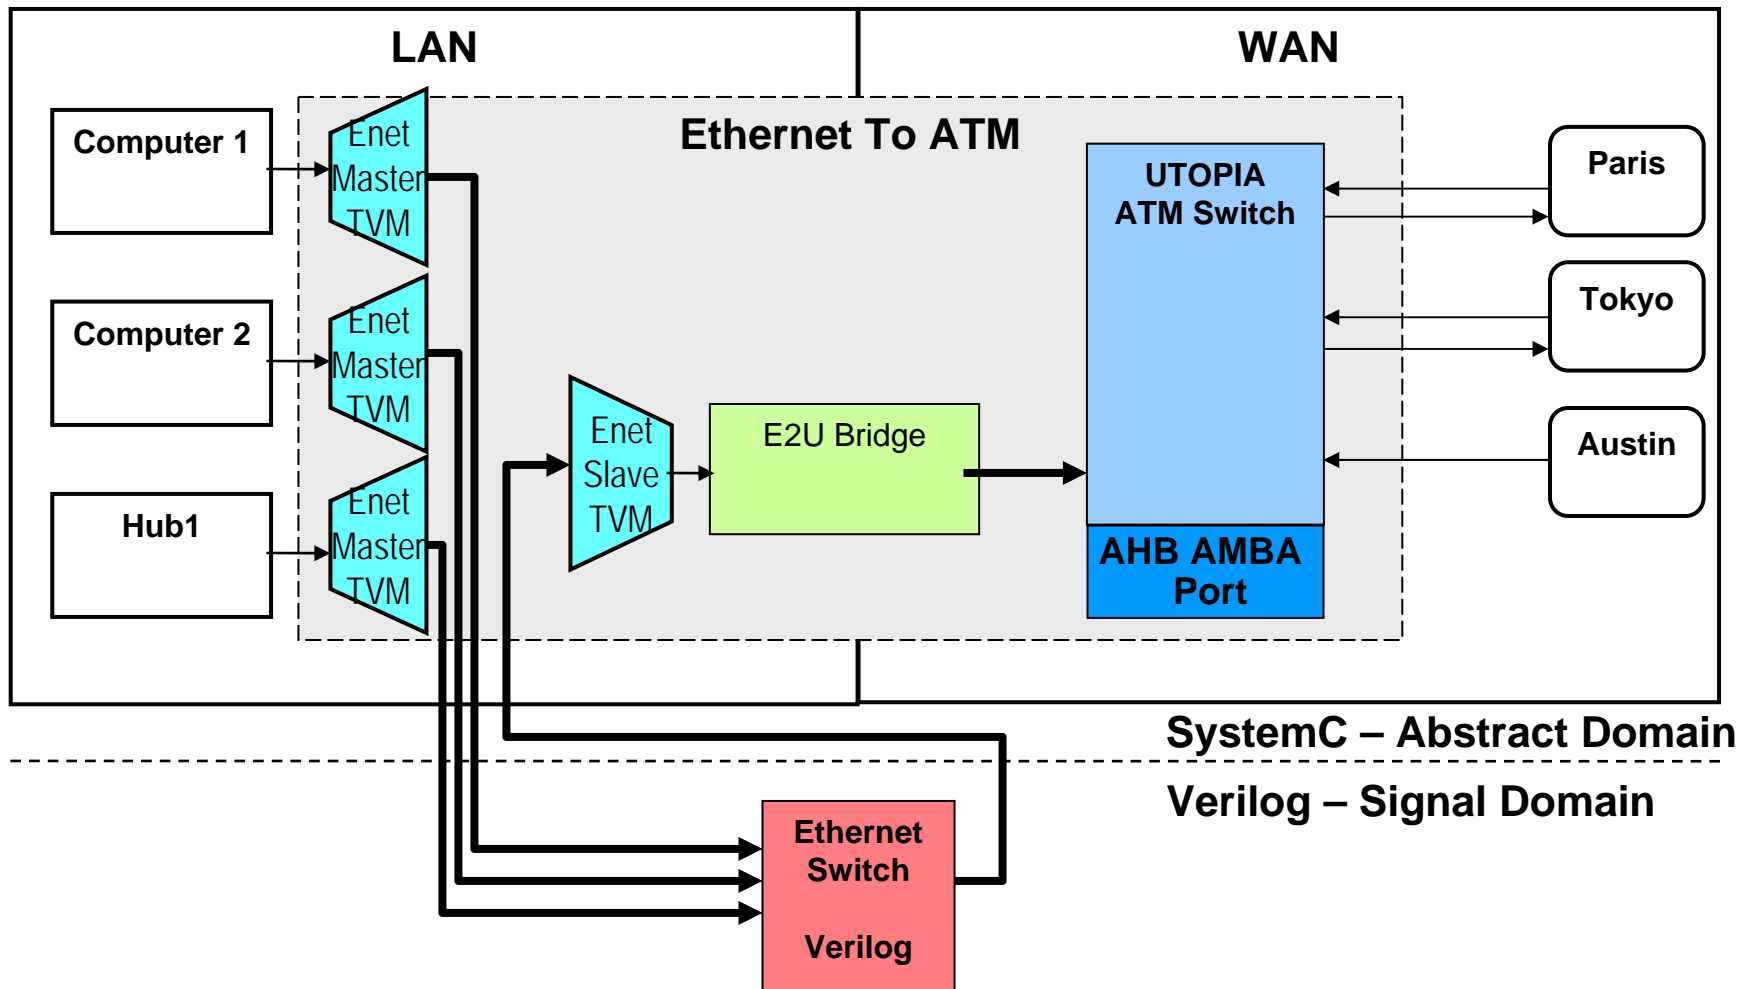 LAN
WAN
Ethernet To ATM
Computer 1
Enet
Master
TVM
UTOPIA
ATM Switch
Paris
Computer 2
Enet
Master
TVM
Tokyo
Enet
Slave
TVM
E2U Bridge
Austin
Hub1
Enet
Master
TVM
AHB AMBA
Port
SystemC – Abstract Domain
Verilog – Signal Domain
Ethernet
Switch
Verilog